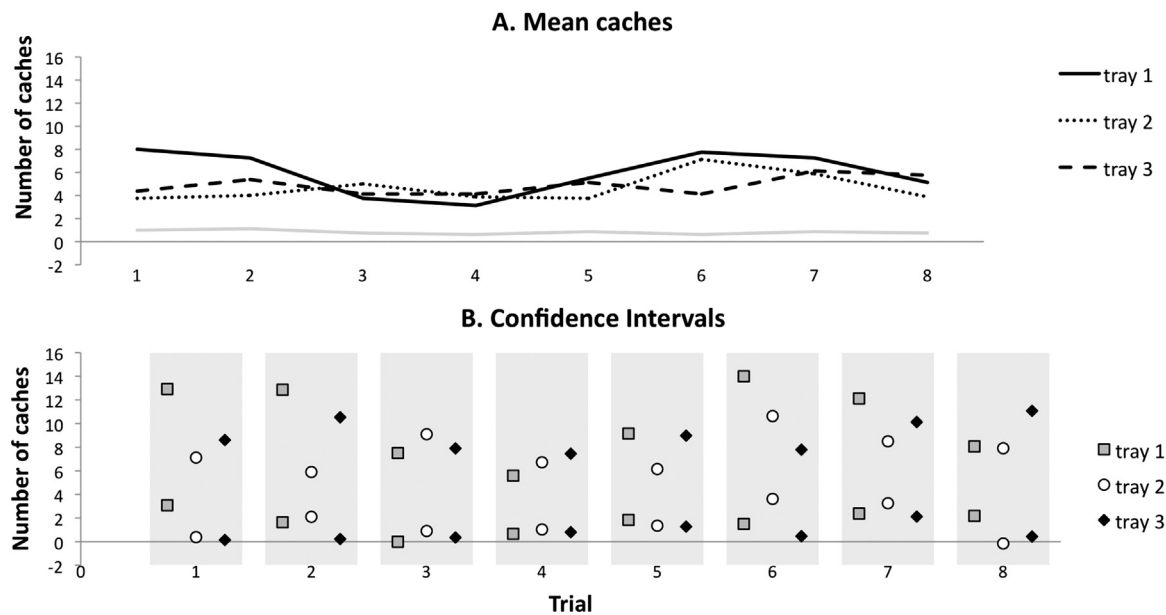 A. Mean caches
Number of caches
16
14
12
10
8
6
4
2
0
-2
1 2 3 4 5 6 7 8
tray 1
tray 2
tray 3
B. Confidence Intervals
Number of caches
16
14
12
10
8
6
4
2
0
-2
0 1 2 3 4 5 6 7 8
Trial
tray 1
tray 2
tray 3